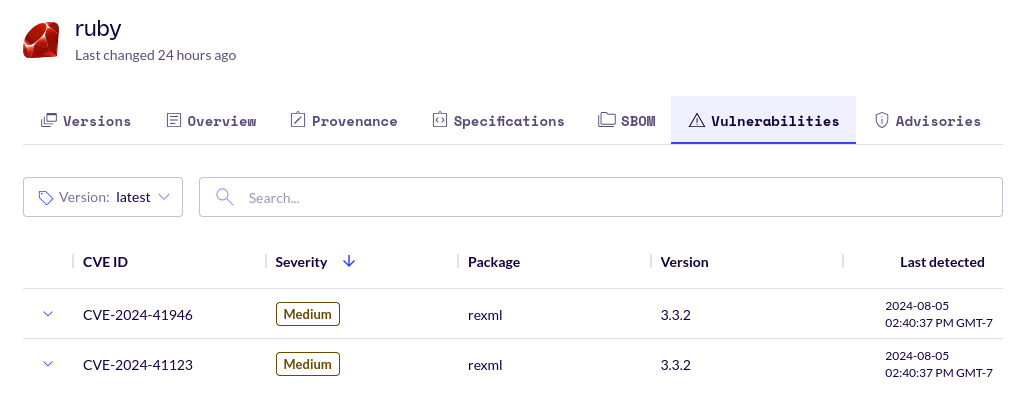 ruby
Last changed 24 hours ago
Versions Overview Provenance Specifications SBOM Vulnerabilities Advisories
Version: latest Search...
CVE ID Severity Package Version Last detected
CVE-2024-41946 Medium rexml 3.3.2 2024-08-05
02:40:37 PM GMT-7
CVE-2024-41123 Medium rexml 3.3.2 2024-08-05
02:40:37 PM GMT-7